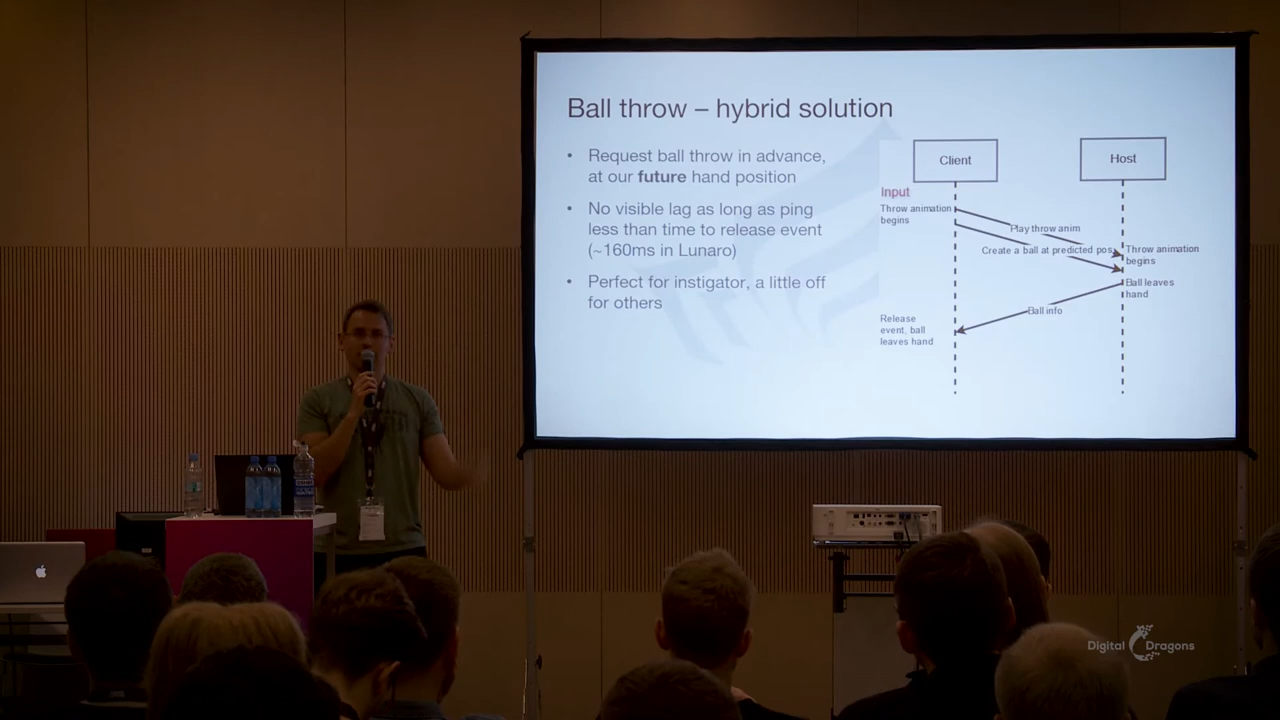 Ball throw – hybrid solution
• Request ball throw in advance,
at our future hand position
• No visible lag as long as ping
less than time to release event
(~160ms in Lunaro)
• Perfect for instigator, a little off
for others
Client
Host
Input
Throw animation
begins
Play throw anim
Create a ball at predicted pos
Throw animation
begins
Ball leaves
hand
Ball info
Release
event, ball
leaves hand
Digital Dragons